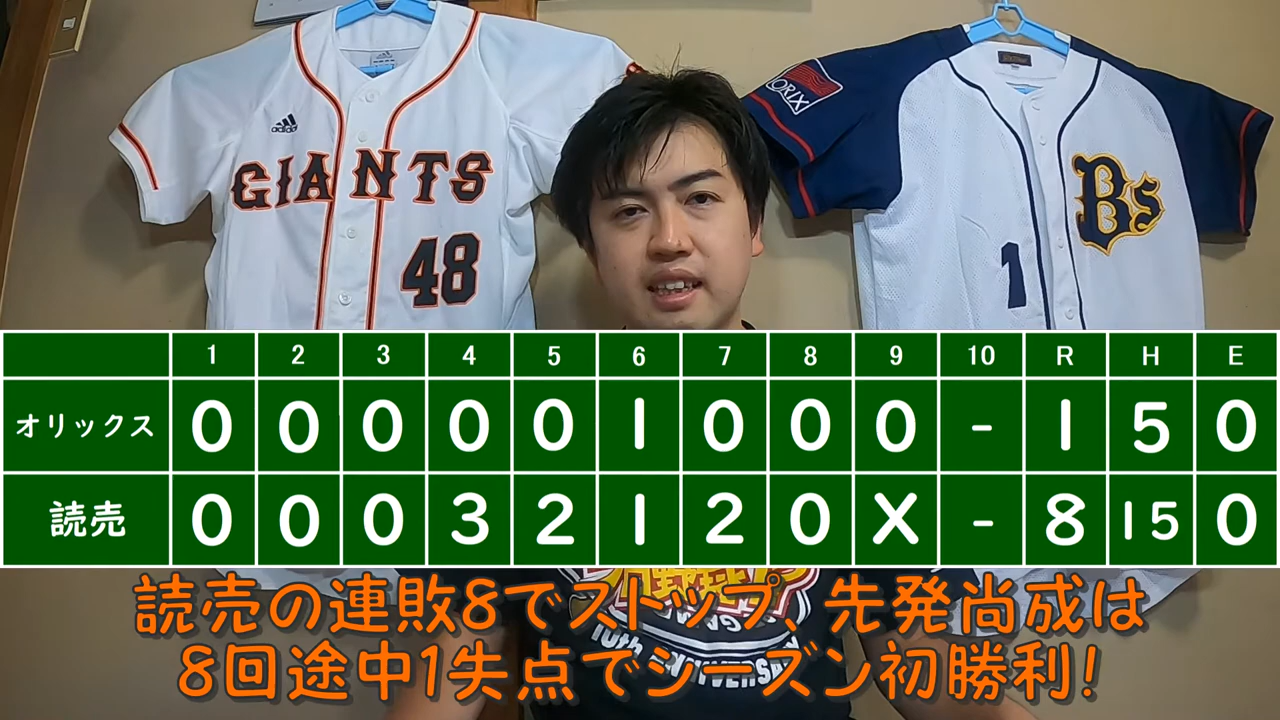 adidas
GIANTS
48
ORIX
Bs
1
1 2 3 4 5 6 7 8 9 10 R H E
オリックス 0 0 0 0 0 1 0 0 0 - 1 5 0
読売 0 0 0 3 2 1 2 0 X - 8 15 0
読売の連敗8でストップ、先発尚成は
8回途中1失点でシーズン初勝利!
10th ANNIVERSARY